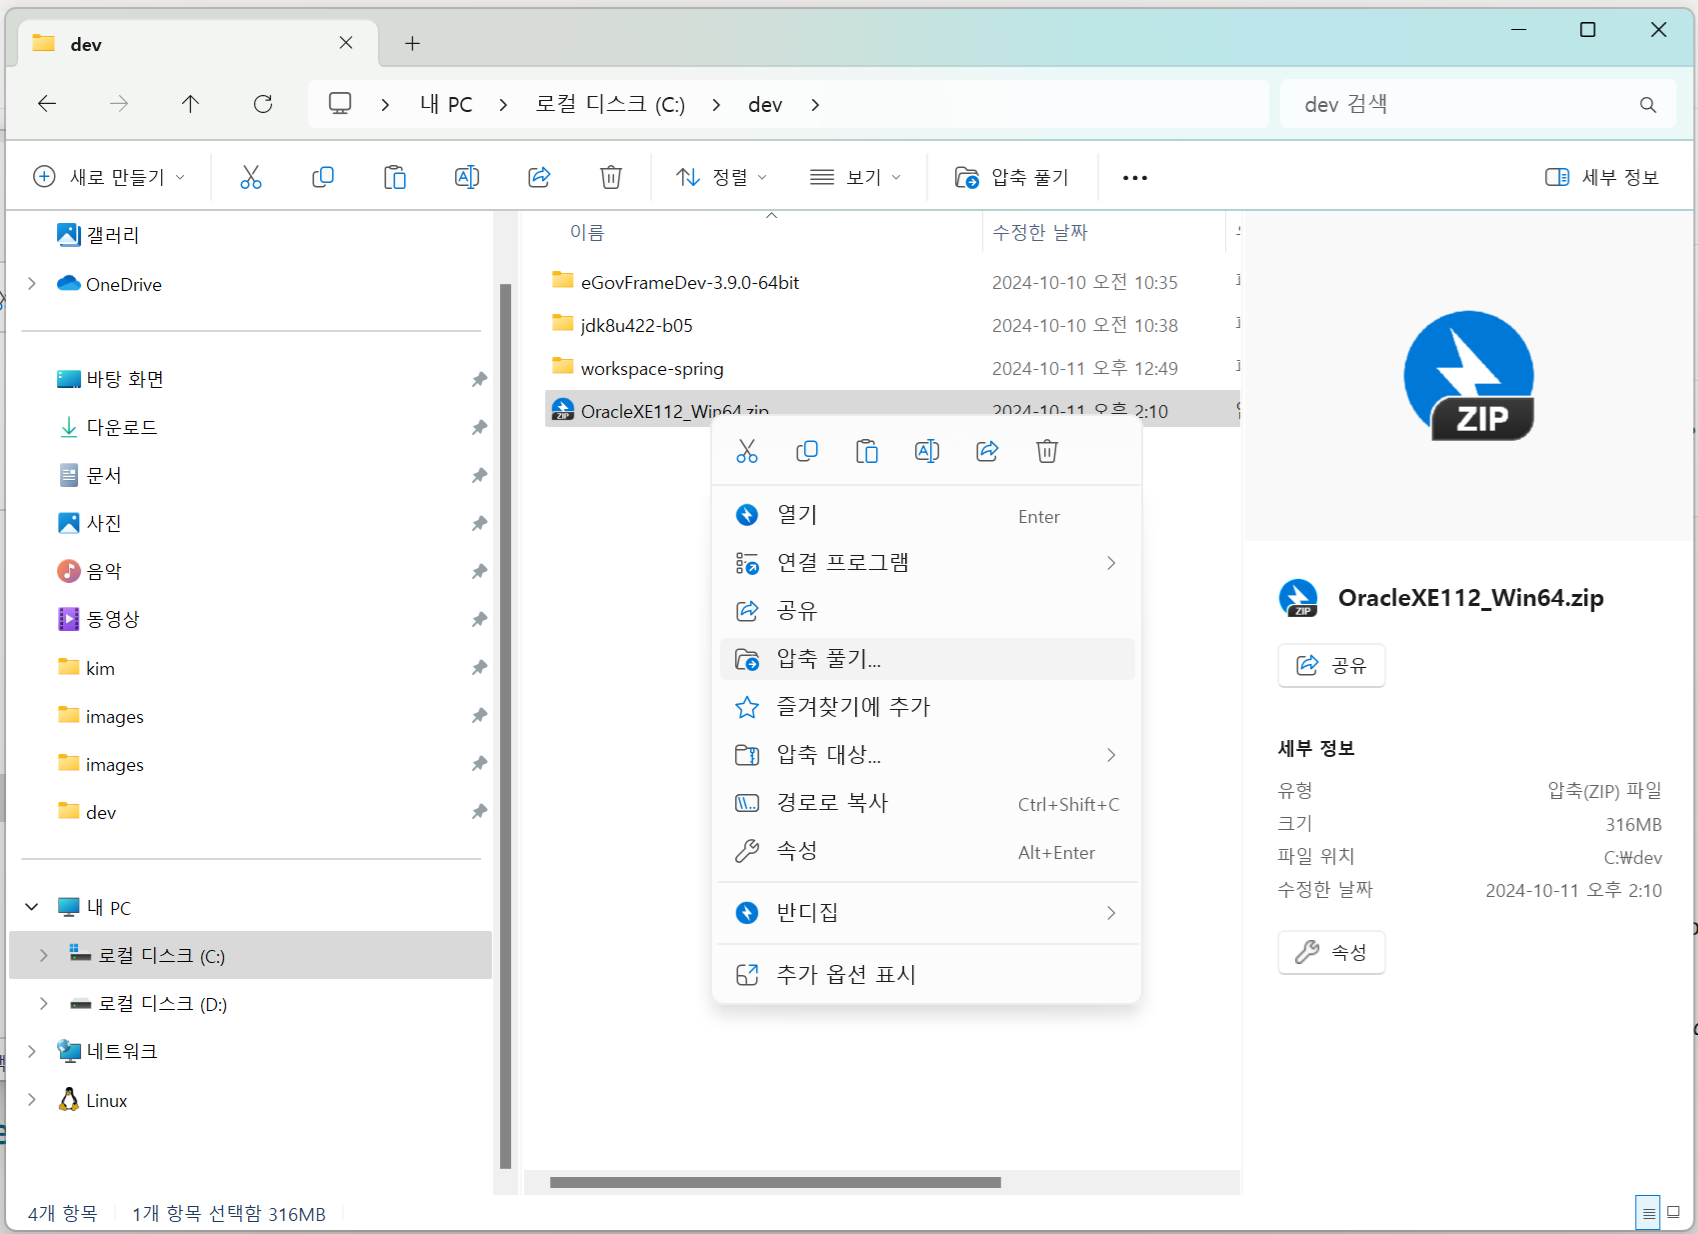 dev
내 PC
로컬 디스크 (C:)
dev
dev 검색
새로 만들기
정렬
보기
압축 풀기
세부 정보
갤러리
OneDrive
바탕 화면
다운로드
문서
사진
음악
동영상
kim
images
images
dev
내 PC
로컬 디스크 (C:)
로컬 디스크 (D:)
네트워크
Linux
이름
수정한 날짜
eGovFrameDev-3.9.0-64bit
2024-10-10 오전 10:35
jdk8u422-b05
2024-10-10 오전 10:38
workspace-spring
2024-10-11 오후 12:49
ZIP
OracleXE112_Win64.zip
2024-10-11 오후 2:10
열기
Enter
연결 프로그램
공유
압축 풀기...
즐겨찾기에 추가
압축 대상...
경로로 복사
Ctrl+Shift+C
속성
Alt+Enter
반디집
추가 옵션 표시
ZIP
ZIP
OracleXE112_Win64.zip
공유
세부 정보
유형
압축(ZIP) 파일
크기
316MB
파일 위치
C:₩dev
수정한 날짜
2024-10-11 오후 2:10
속성
4개 항목
1개 항목 선택함 316MB